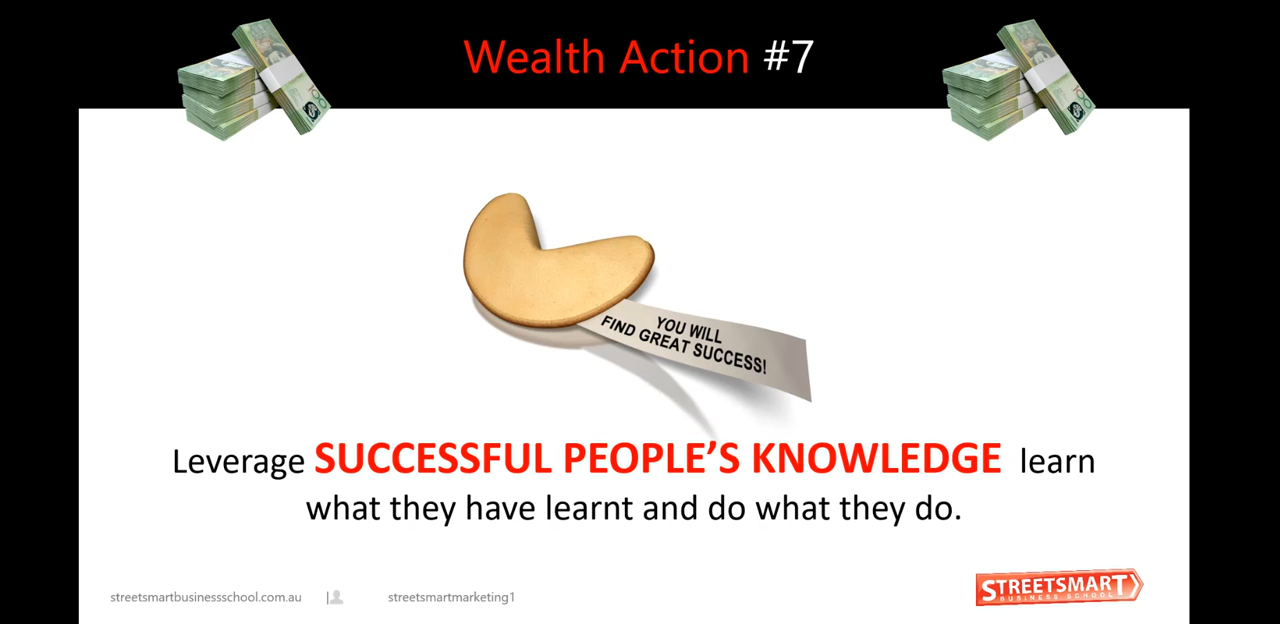 Wealth Action #7
YOU WILL
FIND GREAT SUCCESS!
Leverage SUCCESSFUL PEOPLE’S KNOWLEDGE learn
what they have learnt and do what they do.
streetsmartbusinessschool.com.au | streetsmartmarketing1
STREETSMART
BUSINESS SCHOOL